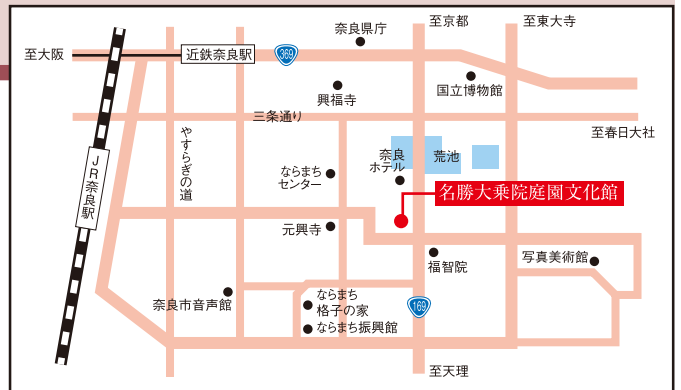 奈良県庁
至京都
至東大寺
至大阪
近鉄奈良駅
369
国立博物館
興福寺
三条通り
至春日大社
やすらぎの道
JR奈良駅
奈良
ホテル
荒池
ならまち
センター
名勝大乗院庭園文化館
元興寺
福智院
写真美術館
奈良市音声館
ならまち
格子の家
ならまち振興館
169
至天理